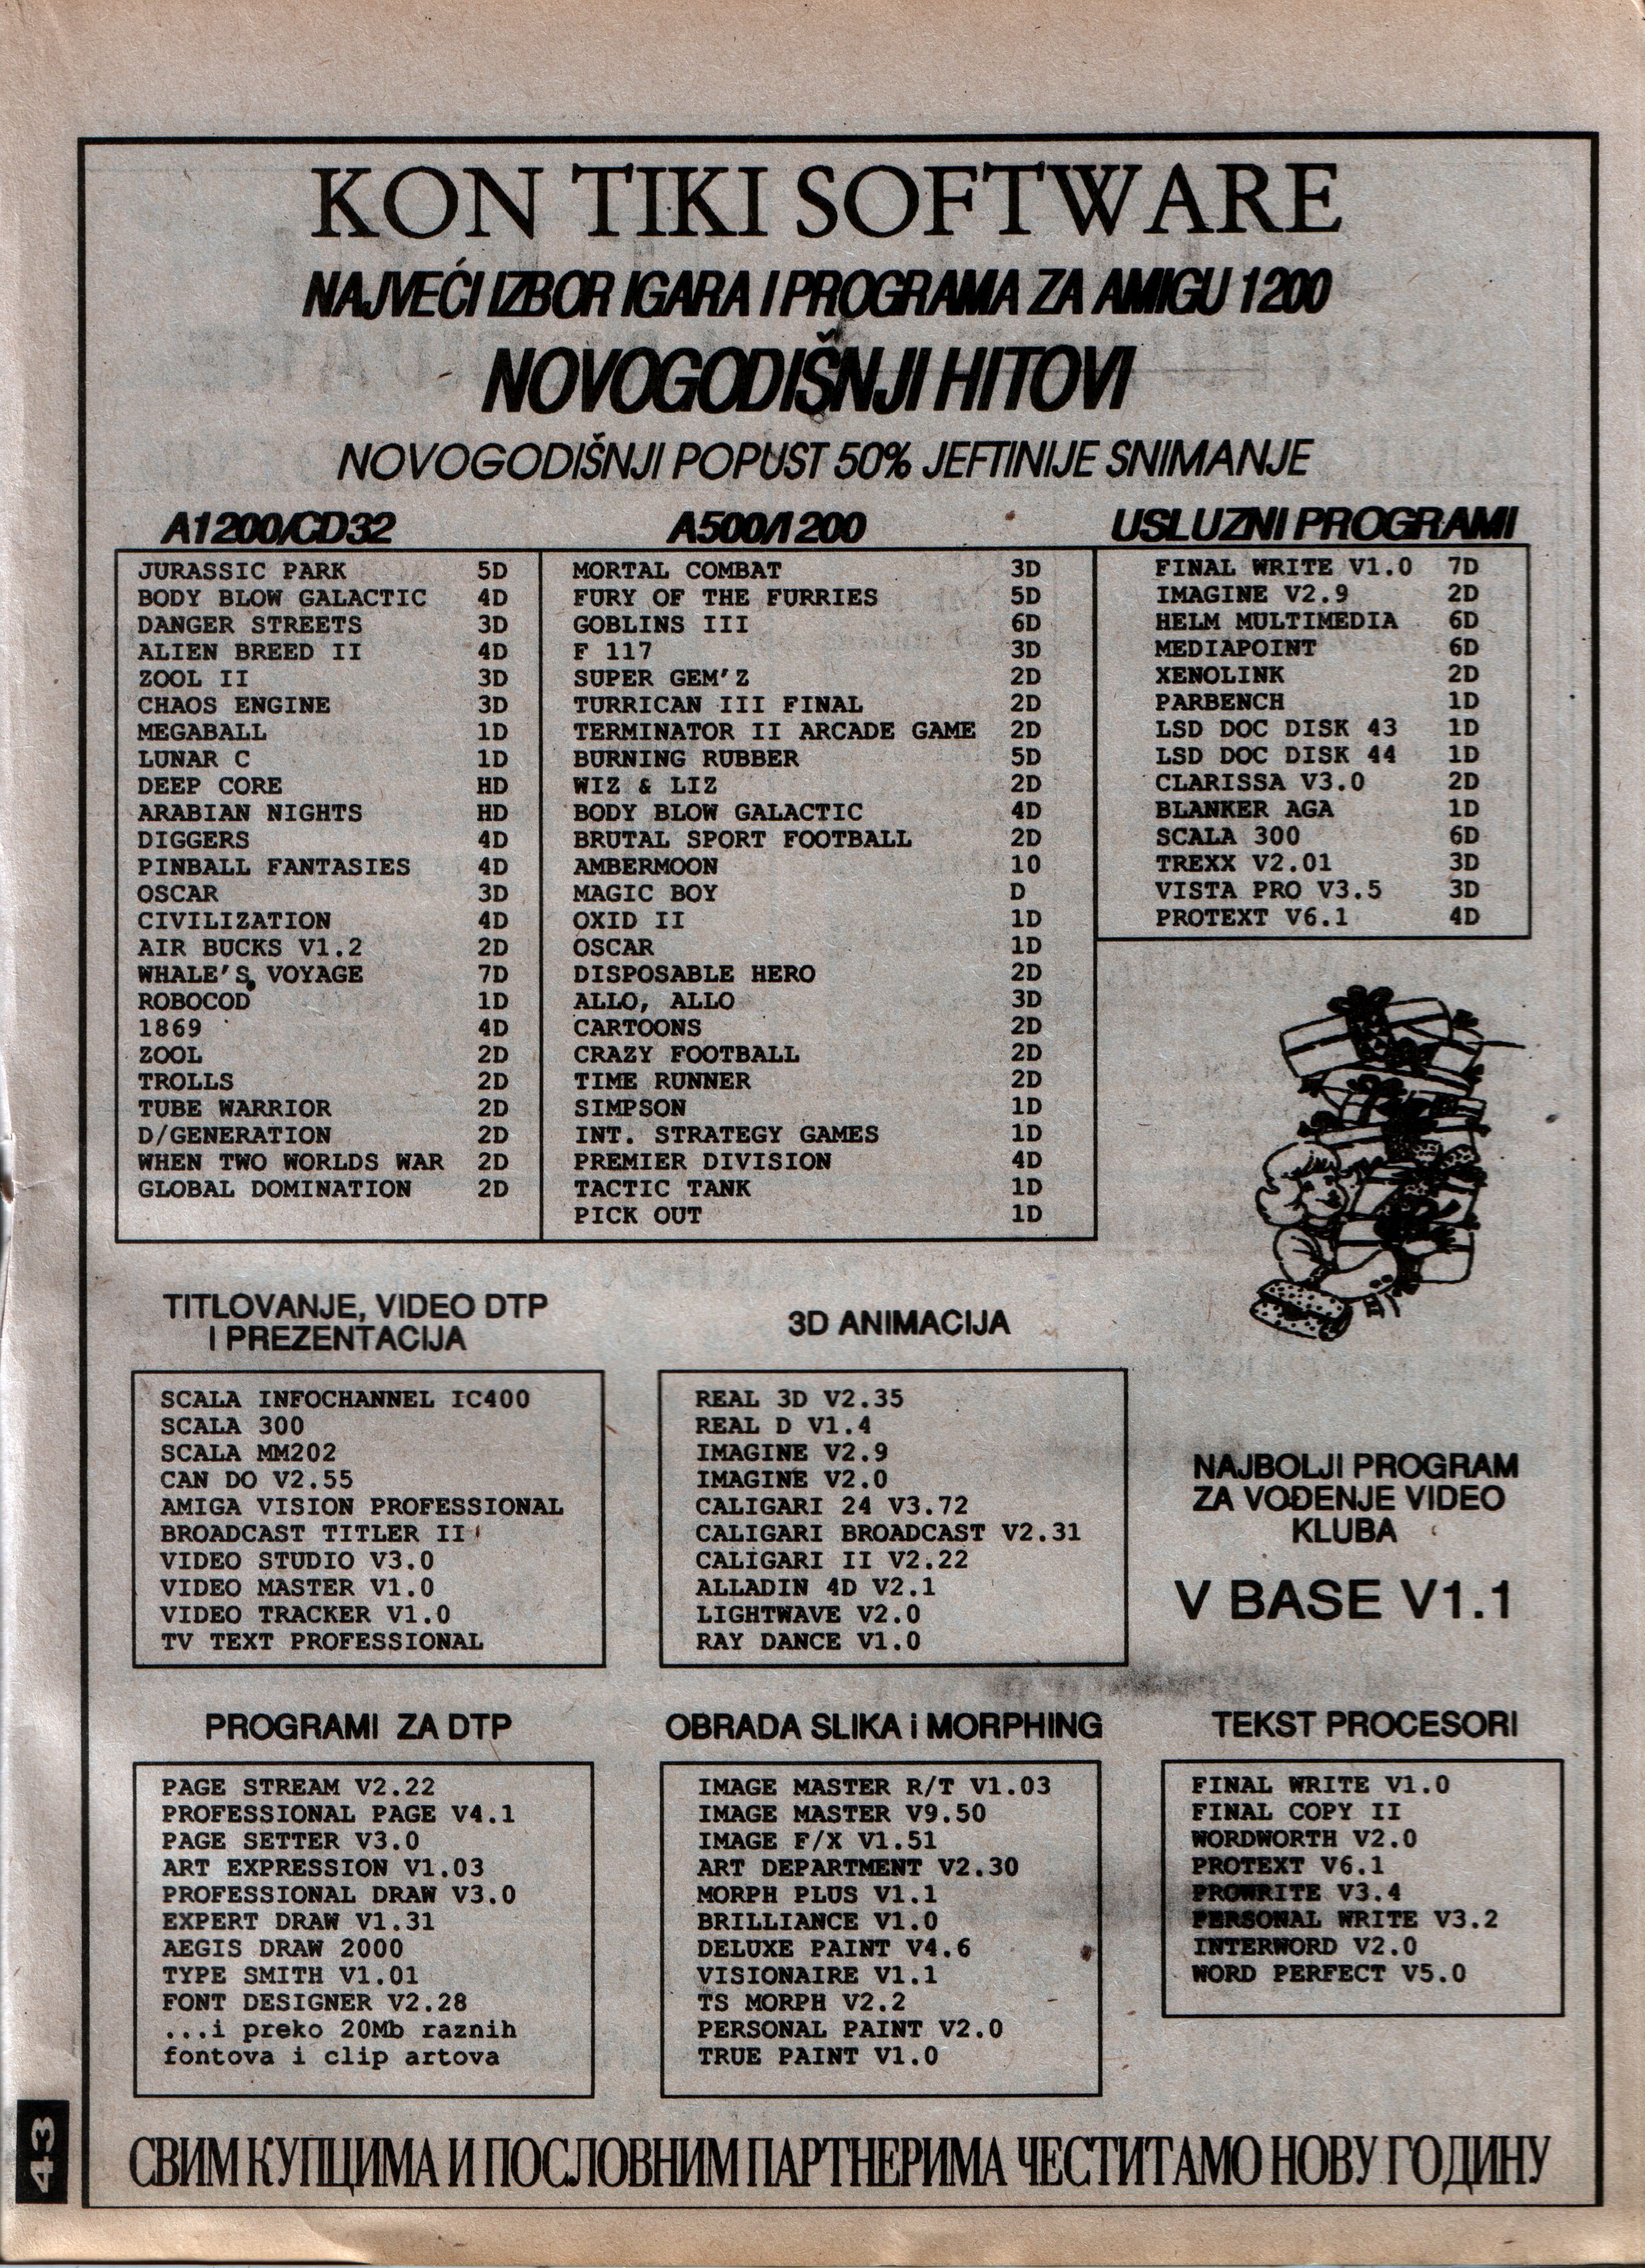 KON TIKI SOFTWARE
NAJVEĆI IZBOR IGARA I PROGRAMA ZA AMIGU 1200
NOVOGODIŠNJI HITOVI
NOVOGODIŠNJI POPUST 50% JEFTINIJE SNIMANJE
A1200/CD32
JURASSIC PARK 5D
BODY BLOW GALACTIC 4D
DANGER STREETS 3D
ALIEN BREED II 4D
ZOOL II 3D
CHAOS ENGINE 3D
MEGABALL 1D
LUNAR C 1D
DEEP CORE HD
ARABIAN NIGHTS HD
DIGGERS 4D
PINBALL FANTASIES 4D
OSCAR 3D
CIVILIZATION 4D
AIR BUCKS V1.2 2D
WHALE'S VOYAGE 7D
ROBOCOD 1D
1869 4D
ZOOL 2D
TROLLS 2D
TUBE WARRIOR 2D
D/GENERATION 2D
WHEN TWO WORLDS WAR 2D
GLOBAL DOMINATION 2D
A500/1200
MORTAL COMBAT 3D
FURY OF THE FURRIES 5D
GOBLINS III 6D
F 117 3D
SUPER GEM'Z 2D
TURRICAN III FINAL 2D
TERMINATOR II ARCADE GAME 2D
BURNING RUBBER 5D
WIZ & LIZ 2D
BODY BLOW GALACTIC 4D
BRUTAL SPORT FOOTBALL 2D
AMBERMOON 10
MAGIC BOY D
OXID II 1D
OSCAR 1D
DISPOSABLE HERO 2D
ALLO, ALLO 3D
CARTOONS 2D
CRAZY FOOTBALL 2D
TIME RUNNER 2D
SIMPSON 1D
INT. STRATEGY GAMES 1D
PREMIER DIVISION 4D
TACTIC TANK 1D
PICK OUT 1D
USLUZNI PROGRAMI
FINAL WRITE V1.0 7D
IMAGINE V2.9 2D
HELM MULTIMEDIA 6D
MEDIAPOINT 6D
XENOLINK 2D
PARBENCH 1D
LSD DOC DISK 43 1D
LSD DOC DISK 44 1D
CLARISSA V3.0 2D
BLANKER AGA 1D
SCALA 300 6D
TREXX V2.01 3D
VISTA PRO V3.5 3D
PROTEXT V6.1 4D
TITLOVANJE, VIDEO DTP
I PREZENTACIJA
SCALA INFOCHANNEL IC400
SCALA 300
SCALA MM202
CAN DO V2.55
AMIGA VISION PROFESSIONAL
BROADCAST TITLER II
VIDEO STUDIO V3.0
VIDEO MASTER V1.0
VIDEO TRACKER V1.0
TV TEXT PROFESSIONAL
3D ANIMACIJA
REAL 3D V2.35
REAL D V1.4
IMAGINE V2.9
IMAGINE V2.0
CALIGARI 24 V3.72
CALIGARI BROADCAST V2.31
CALIGARI II V2.22
ALLADIN 4D V2.1
LIGHTWAVE V2.0
RAY DANCE V1.0
NAJBOLJI PROGRAM
ZA VOĐENJE VIDEO
KLUBA
V BASE V1.1
PROGRAMI ZA DTP
PAGE STREAM V2.22
PROFESSIONAL PAGE V4.1
PAGE SETTER V3.0
ART EXPRESSION V1.03
PROFESSIONAL DRAW V3.0
EXPERT DRAW V1.31
AEGIS DRAW 2000
TYPE SMITH V1.01
FONT DESIGNER V2.28
...i preko 20Mb raznih
fontova i clip artova
OBRADA SLIKA i MORPHING
IMAGE MASTER R/T V1.03
IMAGE MASTER V9.50
IMAGE F/X V1.51
ART DEPARTMENT V2.30
MORPH PLUS V1.1
BRILLIANCE V1.0
DELUXE PAINT V4.6
VISIONAIRE V1.1
TS MORPH V2.2
PERSONAL PAINT V2.0
TRUE PAINT V1.0
TEKST PROCESORI
FINAL WRITE V1.0
FINAL COPY II
WORDWORTH V2.0
PROTEXT V6.1
PROWRITE V3.4
PERSONAL WRITE V3.2
INTERWORD V2.0
WORD PERFECT V5.0
СВИМ КУПЦИМА И ПОСЛОВНИМ ПАРТНЕРИМА ЧЕСТИТАМО НОВУ ГОДИНУ
43